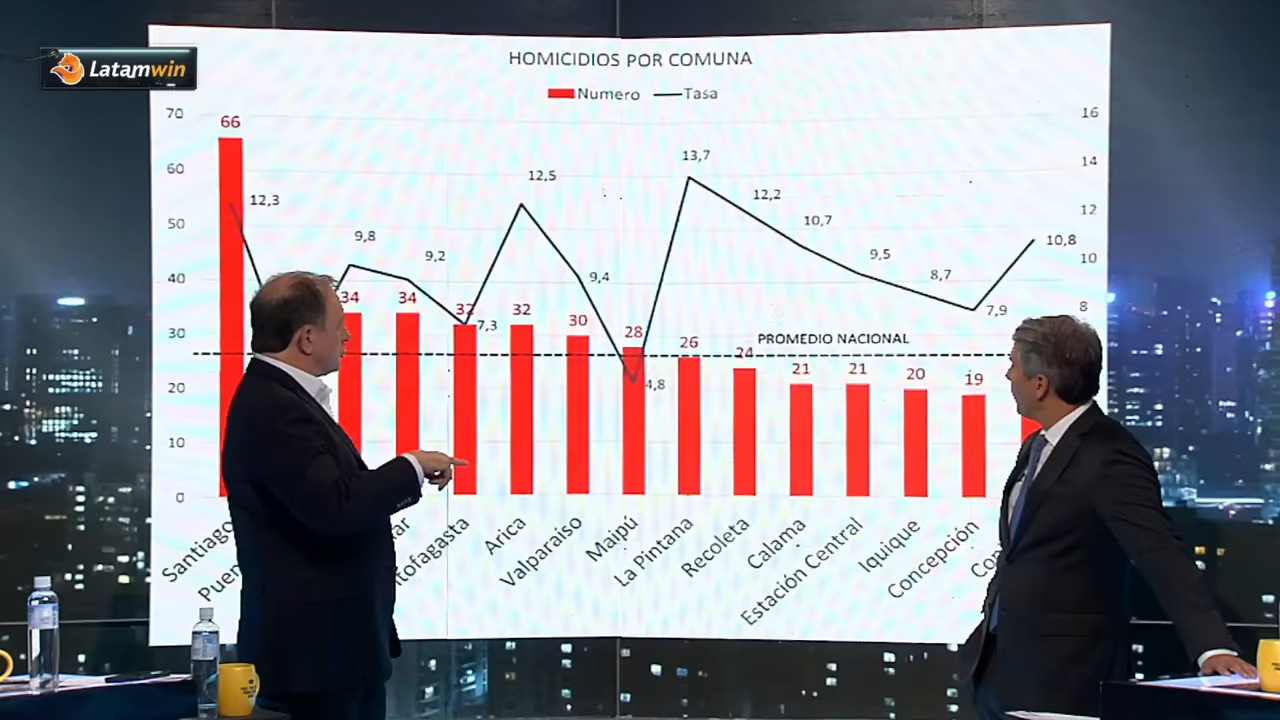 Latamwin
HOMICIDIOS POR COMUNA
Numero Tasa
70
60
50
40
30
20
10
0
16
14
12
10
8
66
34
34
32
32
30
28
26
24
21
21
20
19
12,3
9,8
9,2
7,3
12,5
9,4
4,8
13,7
12,2
10,7
9,5
8,7
7,9
10,8
PROMEDIO NACIONAL
Santiago
Arica
Valparaíso
Maipú
La Pintana
Recoleta
Calama
Estación Central
Iquique
Concepción